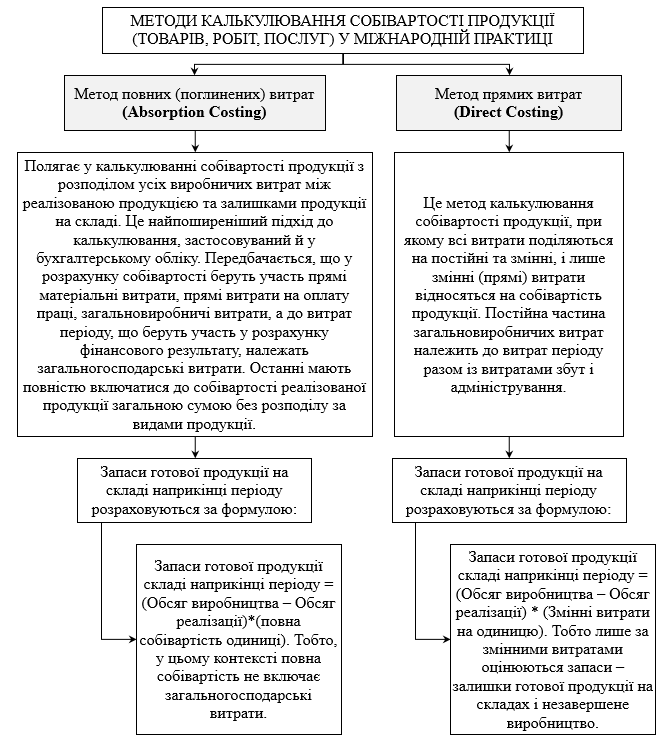 МЕТОДИ КАЛЬКУЛЮВАННЯ СОБІВАРТОСТІ ПРОДУКЦІЇ
(ТОВАРІВ, РОБІТ, ПОСЛУГ) У МІЖНАРОДНІЙ ПРАКТИЦІ
Метод повних (поглинених) витрат
(Absorption Costing)
Полягає у калькулюванні собівартості продукції з
розподілом усіх виробничих витрат між
реалізованою продукцією та залишками продукції
на складі. Це найпоширеніший підхід до
калькулювання, застосовуваний й у
бухгалтерському обліку. Передбачається, що у
розрахунку собівартості беруть участь прямі
матеріальні витрати, прямі витрати на оплату
праці, загальновиробничі витрати, а до витрат
періоду, що беруть участь у розрахунку
фінансового результату, належать
загальногосподарські витрати. Останні мають
повністю включатися до собівартості реалізованої
продукції загальною сумою без розподілу за
видами продукції.
Запаси готової продукції на
складі наприкінці періоду
розраховуються за формулою:
Запаси готової продукції
складі наприкінці періоду =
(Обсяг виробництва – Обсяг
реалізації)*(повна
собівартість одиниці). Тобто,
у цьому контексті повна
собівартість не включає
загальногосподарські
витрати.
Метод прямих витрат
(Direct Costing)
Це метод калькулювання
собівартості продукції, при
якому всі витрати поділяються
на постійні та змінні, і лише
змінні (прямі) витрати
відносяться на собівартість
продукції. Постійна частина
загальновиробничих витрат
належить до витрат періоду
разом із витратами збут і
адміністрування.
Запаси готової продукції на
складі наприкінці періоду
розраховуються за формулою:
Запаси готової продукції
складі наприкінці періоду =
(Обсяг виробництва – Обсяг
реалізації) * (Змінні витрати
на одиницю). Тобто лише за
змінними витратами
оцінюються запаси –
залишки готової продукції на
складах і незавершене
виробництво.